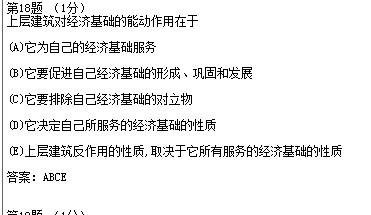 第18题 (1分)
上层建筑对经济基础的能动作用在于
(A)它为自己的经济基础服务
(B)它要促进自己经济基础的形成、巩固和发展
(C)它要排除自己经济基础的对立物
(D)它决定自己所服务的经济基础的性质
(E)上层建筑反作用的性质,取决于它所有服务的经济基础的性质
答案: ABCE